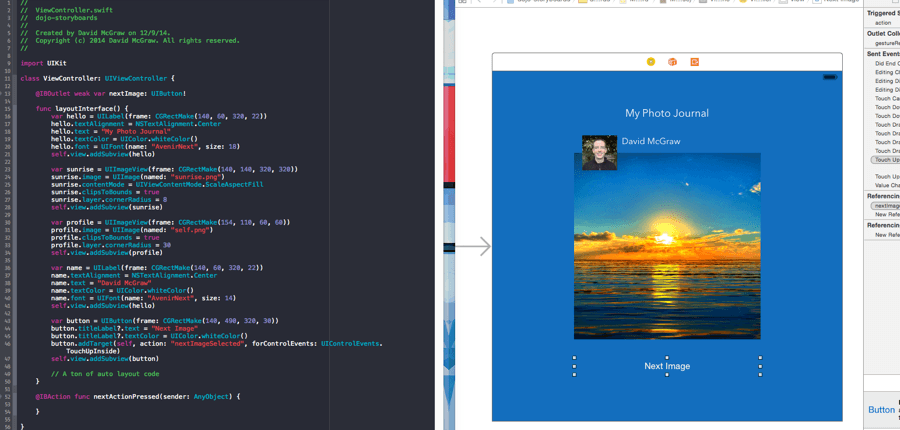 //
//  ViewController.swift
//  dojo-storyboards
//
//  Created by David McGraw on 12/9/14.
//  Copyright (c) 2014 David McGraw. All rights reserved.
//
import UIKit
class ViewController: UIViewController {
@IBOutlet weak var nextImage: UIButton!
func layoutInterface() {
var hello = UILabel(frame: CGRectMake(140, 60, 320, 22))
hello.textAlignment = NSTextAlignment.Center
hello.text = "My Photo Journal"
hello.textColor = UIColor.whiteColor()
hello.font = UIFont(name: "AvenirNext", size: 18)
self.view.addSubview(hello)
var sunrise = UIImageView(frame: CGRectMake(140, 140, 320, 320))
sunrise.image = UIImage(named: "sunrise.png")
sunrise.contentMode = UIViewContentMode.ScaleAspectFill
sunrise.clipsToBounds = true
sunrise.layer.cornerRadius = 8
self.view.addSubview(sunrise)
var profile = UIImageView(frame: CGRectMake(154, 110, 60, 60))
profile.image = UIImage(named: "self.png")
profile.clipsToBounds = true
profile.layer.cornerRadius = 30
self.view.addSubview(profile)
var name = UILabel(frame: CGRectMake(140, 60, 320, 22))
name.textAlignment = NSTextAlignment.Center
name.text = "David McGraw"
name.textColor = UIColor.whiteColor()
name.font = UIFont(name: "AvenirNext", size: 14)
self.view.addSubview(hello)
var button = UIButton(frame: CGRectMake(140, 490, 320, 30))
button.titleLabel?.text = "Next Image"
button.titleLabel?.textColor = UIColor.whiteColor()
button.addTarget(self, action: "nextImageSelected", forControlEvents: UIControlEvents.
TouchUpInside)
self.view.addSubview(button)
// A ton of auto layout code
}
@IBAction func nextActionPressed(sender: AnyObject) {
}
}
My Photo Journal
David McGraw
Next Image
Triggered S
action
Outlet Coll
gestureRe
Sent Events
Did End O
Editing Ch
Editing Di
Editing Di
Touch Ca
Touch Do
Touch Do
Touch Dra
Touch Dra
Touch Dra
Touch Dra
Touch Up
Touch Up
Value Cha
Referencing
nextImage
New Refe
Referencing
New Refe
Button